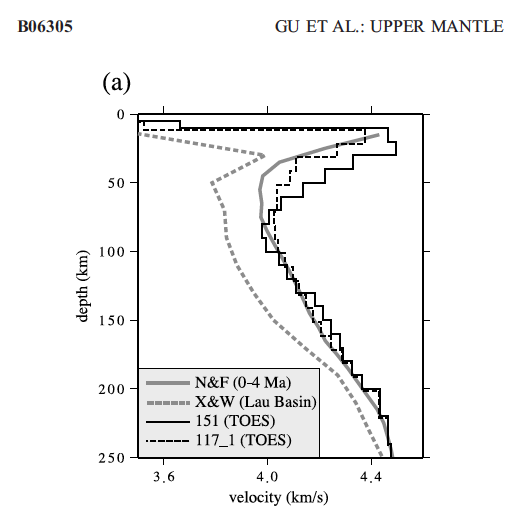 B06305
GU ET AL.: UPPER MANTLE
(a)
0
50
100
150
200
250
depth (km)
N&F (0-4 Ma)
X&W (Lau Basin)
151 (TOES)
117_1 (TOES)
3.6 4.0 4.4
velocity (km/s)